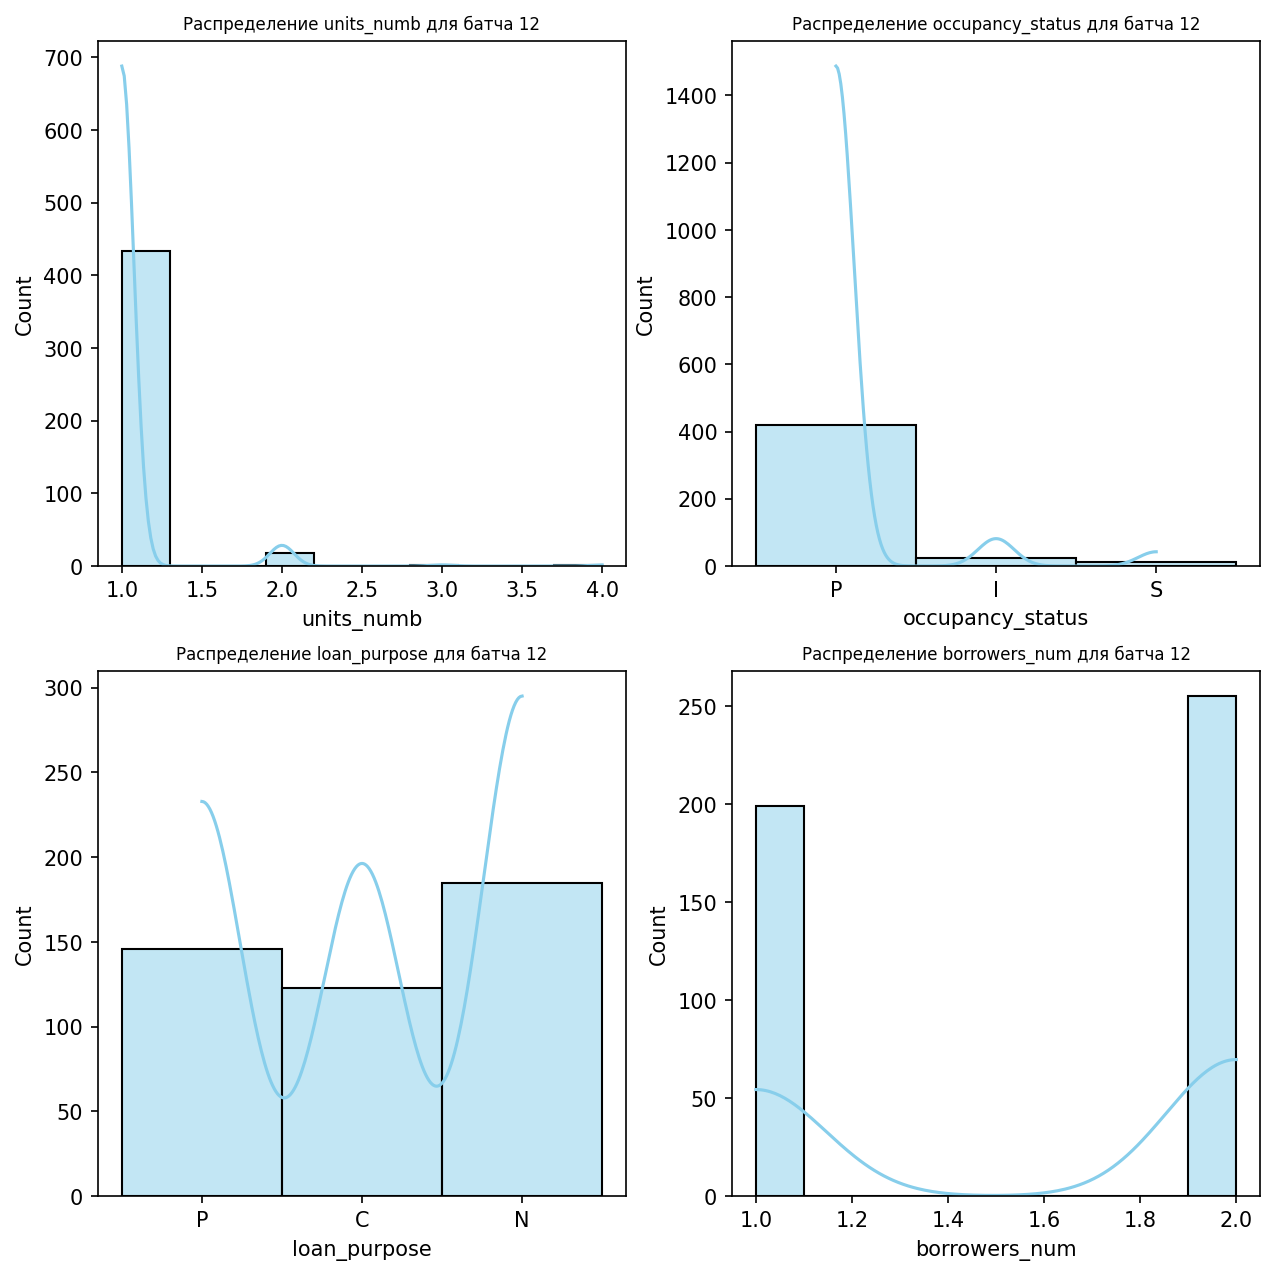 Распределение units_numb для батча 12
Count
700
600
500
400
300
200
100
0
1.0 1.5 2.0 2.5 3.0 3.5 4.0
units_numb
Распределение occupancy_status для батча 12
Count
1400
1200
1000
800
600
400
200
0
P I S
occupancy_status
Распределение loan_purpose для батча 12
Count
300
250
200
150
100
50
0
P C N
loan_purpose
Распределение borrowers_num для батча 12
Count
250
200
150
100
50
0
1.0 1.2 1.4 1.6 1.8 2.0
borrowers_num